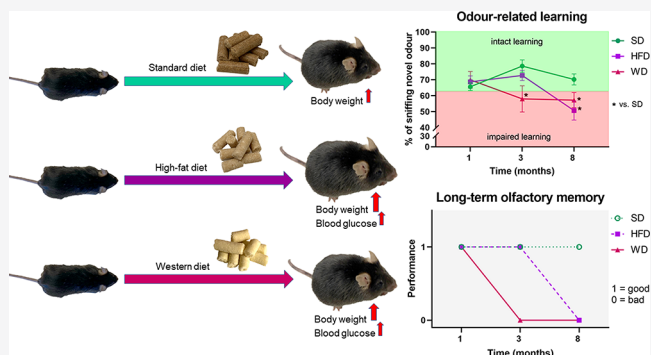 Standard diet
Body weight
High-fat diet
Body weight
Blood glucose
Western diet
Body weight
Blood glucose
Odour-related learning
% of sniffing novel odour
100
90
80
70
60
50
40
30
0
intact learning
impaired learning
1
3
8
Time (months)
SD
HFD
WD
* vs. SD
*
*
*
Long-term olfactory memory
Performance
1
0
1
3
8
Time (months)
SD
HFD
WD
1 = good
0 = bad